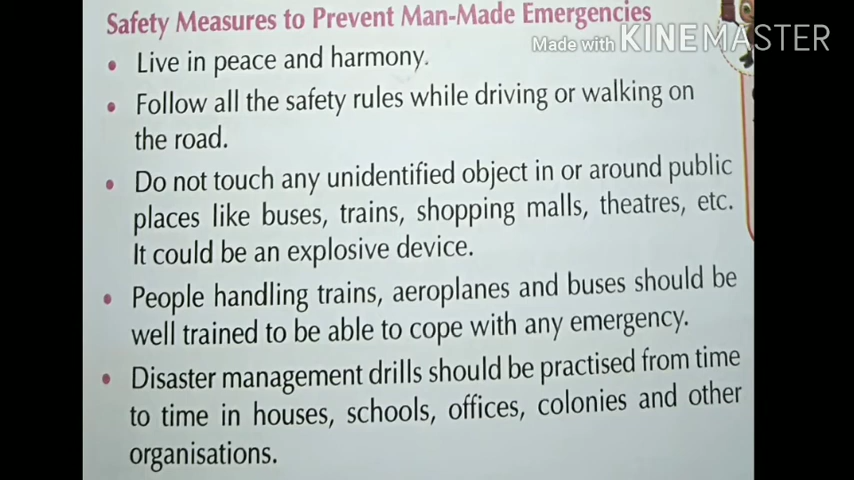 Safety Measures to Prevent Man-Made Emergencies
Made with KINEMASTER
• Live in peace and harmony.
• Follow all the safety rules while driving or walking on
the road.
• Do not touch any unidentified object in or around public
places like buses, trains, shopping malls, theatres, etc.
It could be an explosive device.
• People handling trains, aeroplanes and buses should be
well trained to be able to cope with any emergency.
• Disaster management drills should be practised from time
to time in houses, schools, offices, colonies and other
organisations.